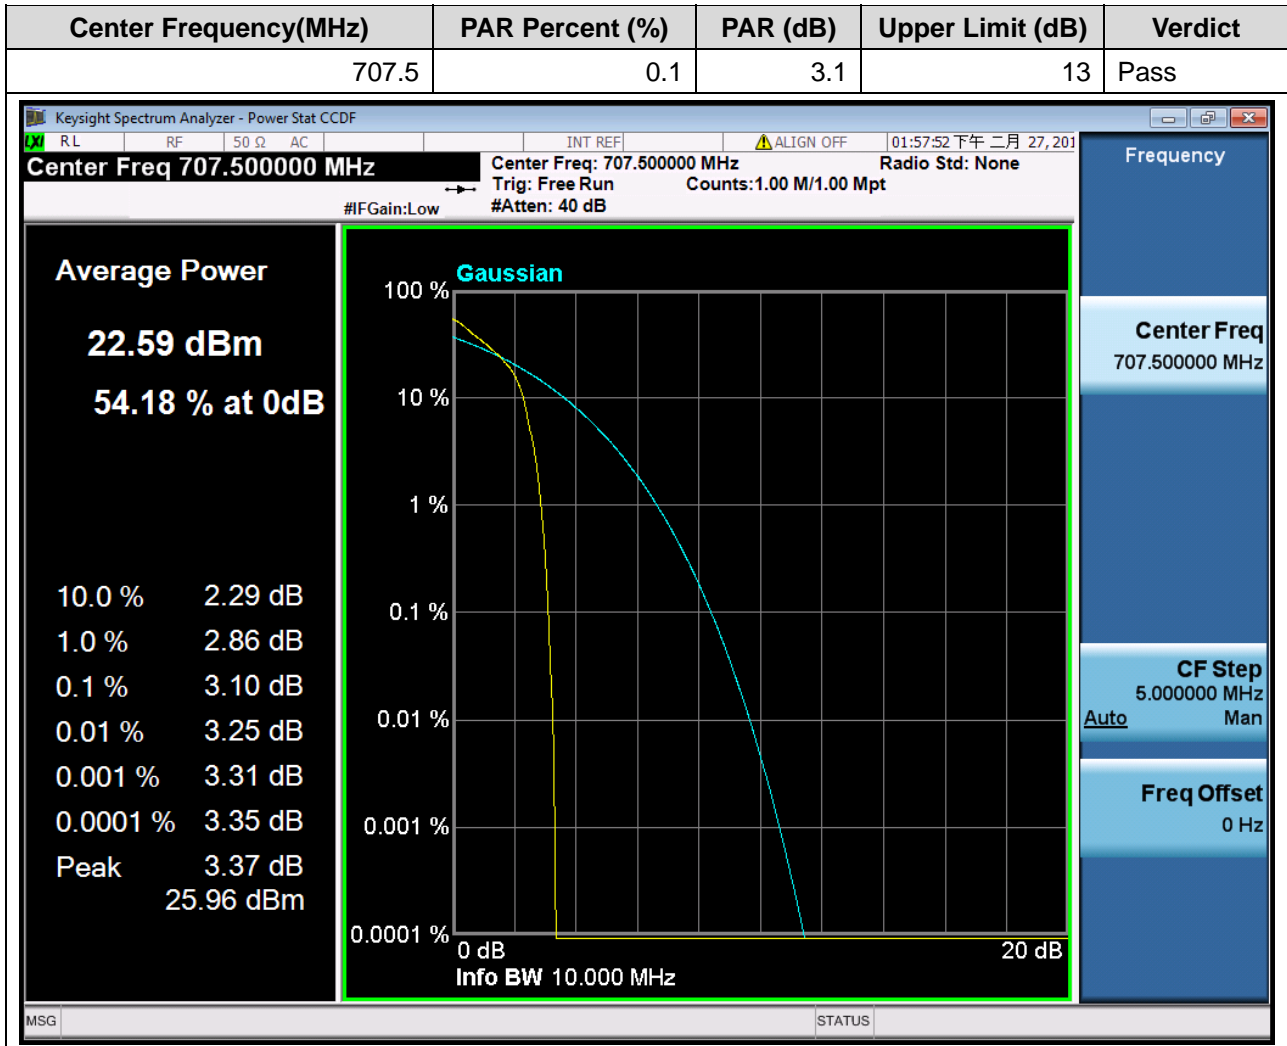 Center Frequency(MHz) PAR Percent (%) PAR (dB) Upper Limit (dB) Verdict
707.5 0.1 3.1 13 Pass
Keysight Spectrum Analyzer - Power Stat CCDF
LXI RL RF 50 Ω AC INT REF ALIGN OFF 01:57:52下午 二月 27, 201
Center Freq 707.500000 MHz
Center Freq: 707.500000 MHz Radio Std: None
Trig: Free Run Counts:1.00 M/1.00 Mpt
#IFGain:Low #Atten: 40 dB
Average Power
22.59 dBm
54.18 % at 0dB
10.0 % 2.29 dB
1.0 % 2.86 dB
0.1 % 3.10 dB
0.01 % 3.25 dB
0.001 % 3.31 dB
0.0001 % 3.35 dB
Peak 3.37 dB
25.96 dBm
Gaussian
100 %
10 %
1 %
0.1 %
0.01 %
0.001 %
0.0001 %
0 dB 20 dB
Info BW 10.000 MHz
Frequency
Center Freq
707.500000 MHz
CF Step
5.000000 MHz
Auto Man
Freq Offset
0 Hz
MSG STATUS